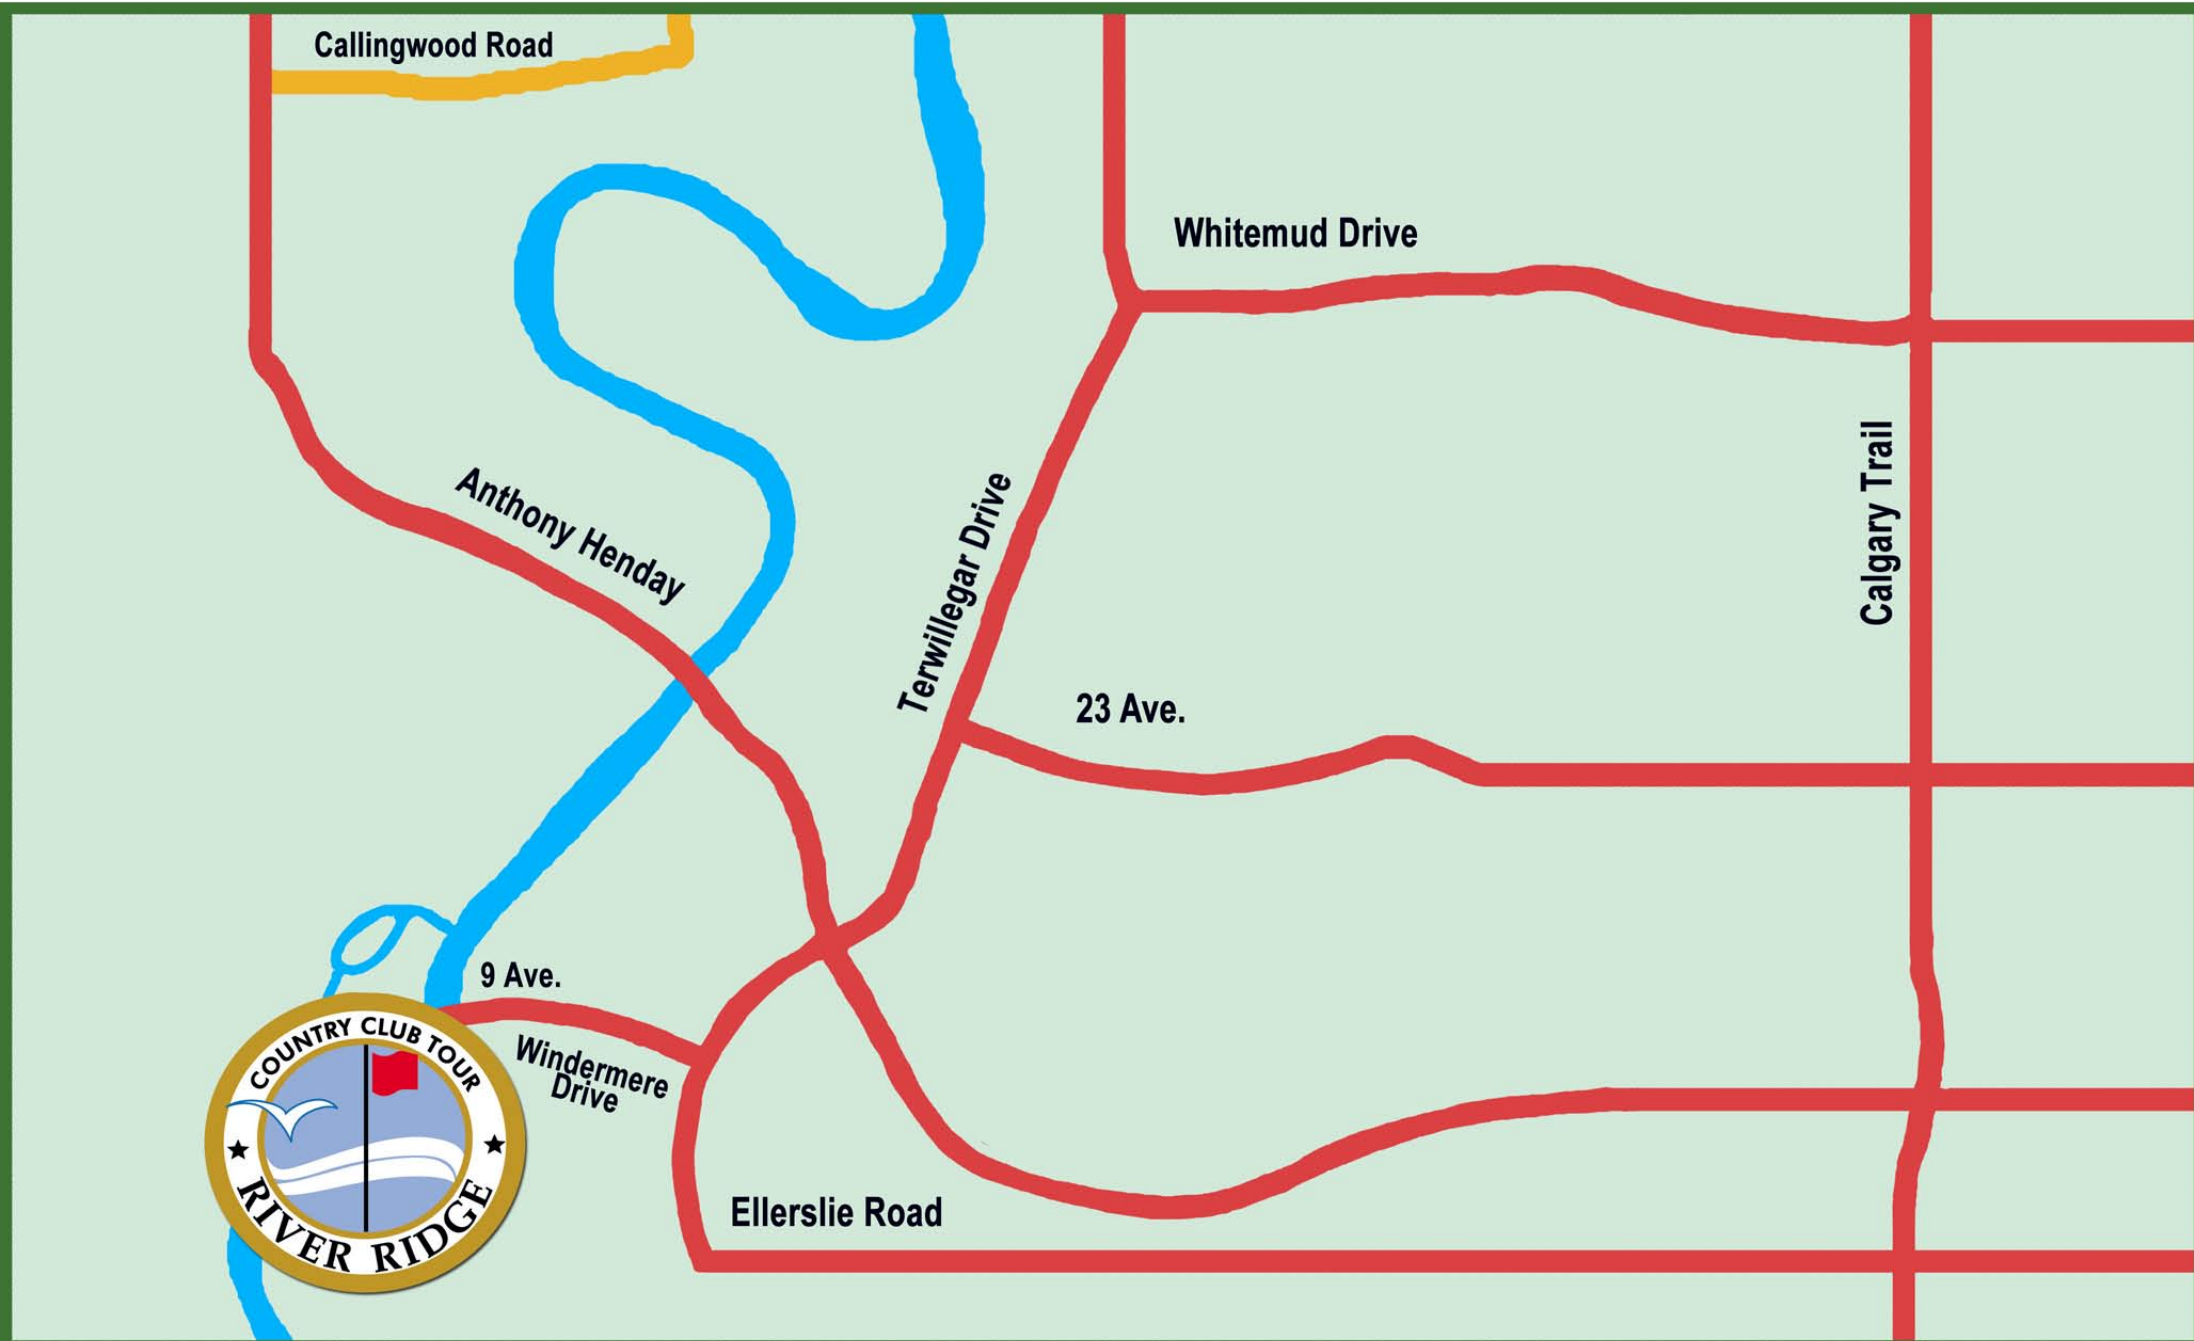 Callingwood Road
Whitemud Drive
Calgary Trail
Anthony Henday
Terwillegar Drive
23 Ave.
9 Ave.
Windermere
Drive
COUNTRY CLUB TOUR
RIVER RIDGE
Ellerslie Road